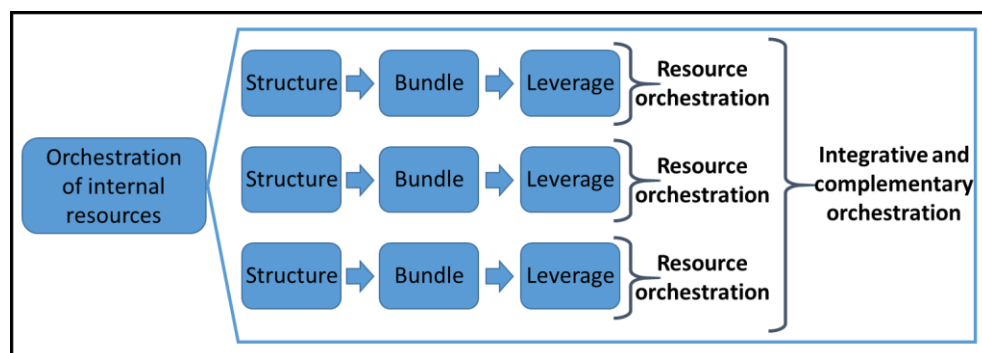 Orchestration
of internal
resources
Structure
Bundle
Leverage
Resource
orchestration
Structure
Bundle
Leverage
Resource
orchestration
Structure
Bundle
Leverage
Resource
orchestration
Integrative and
complementary
orchestration